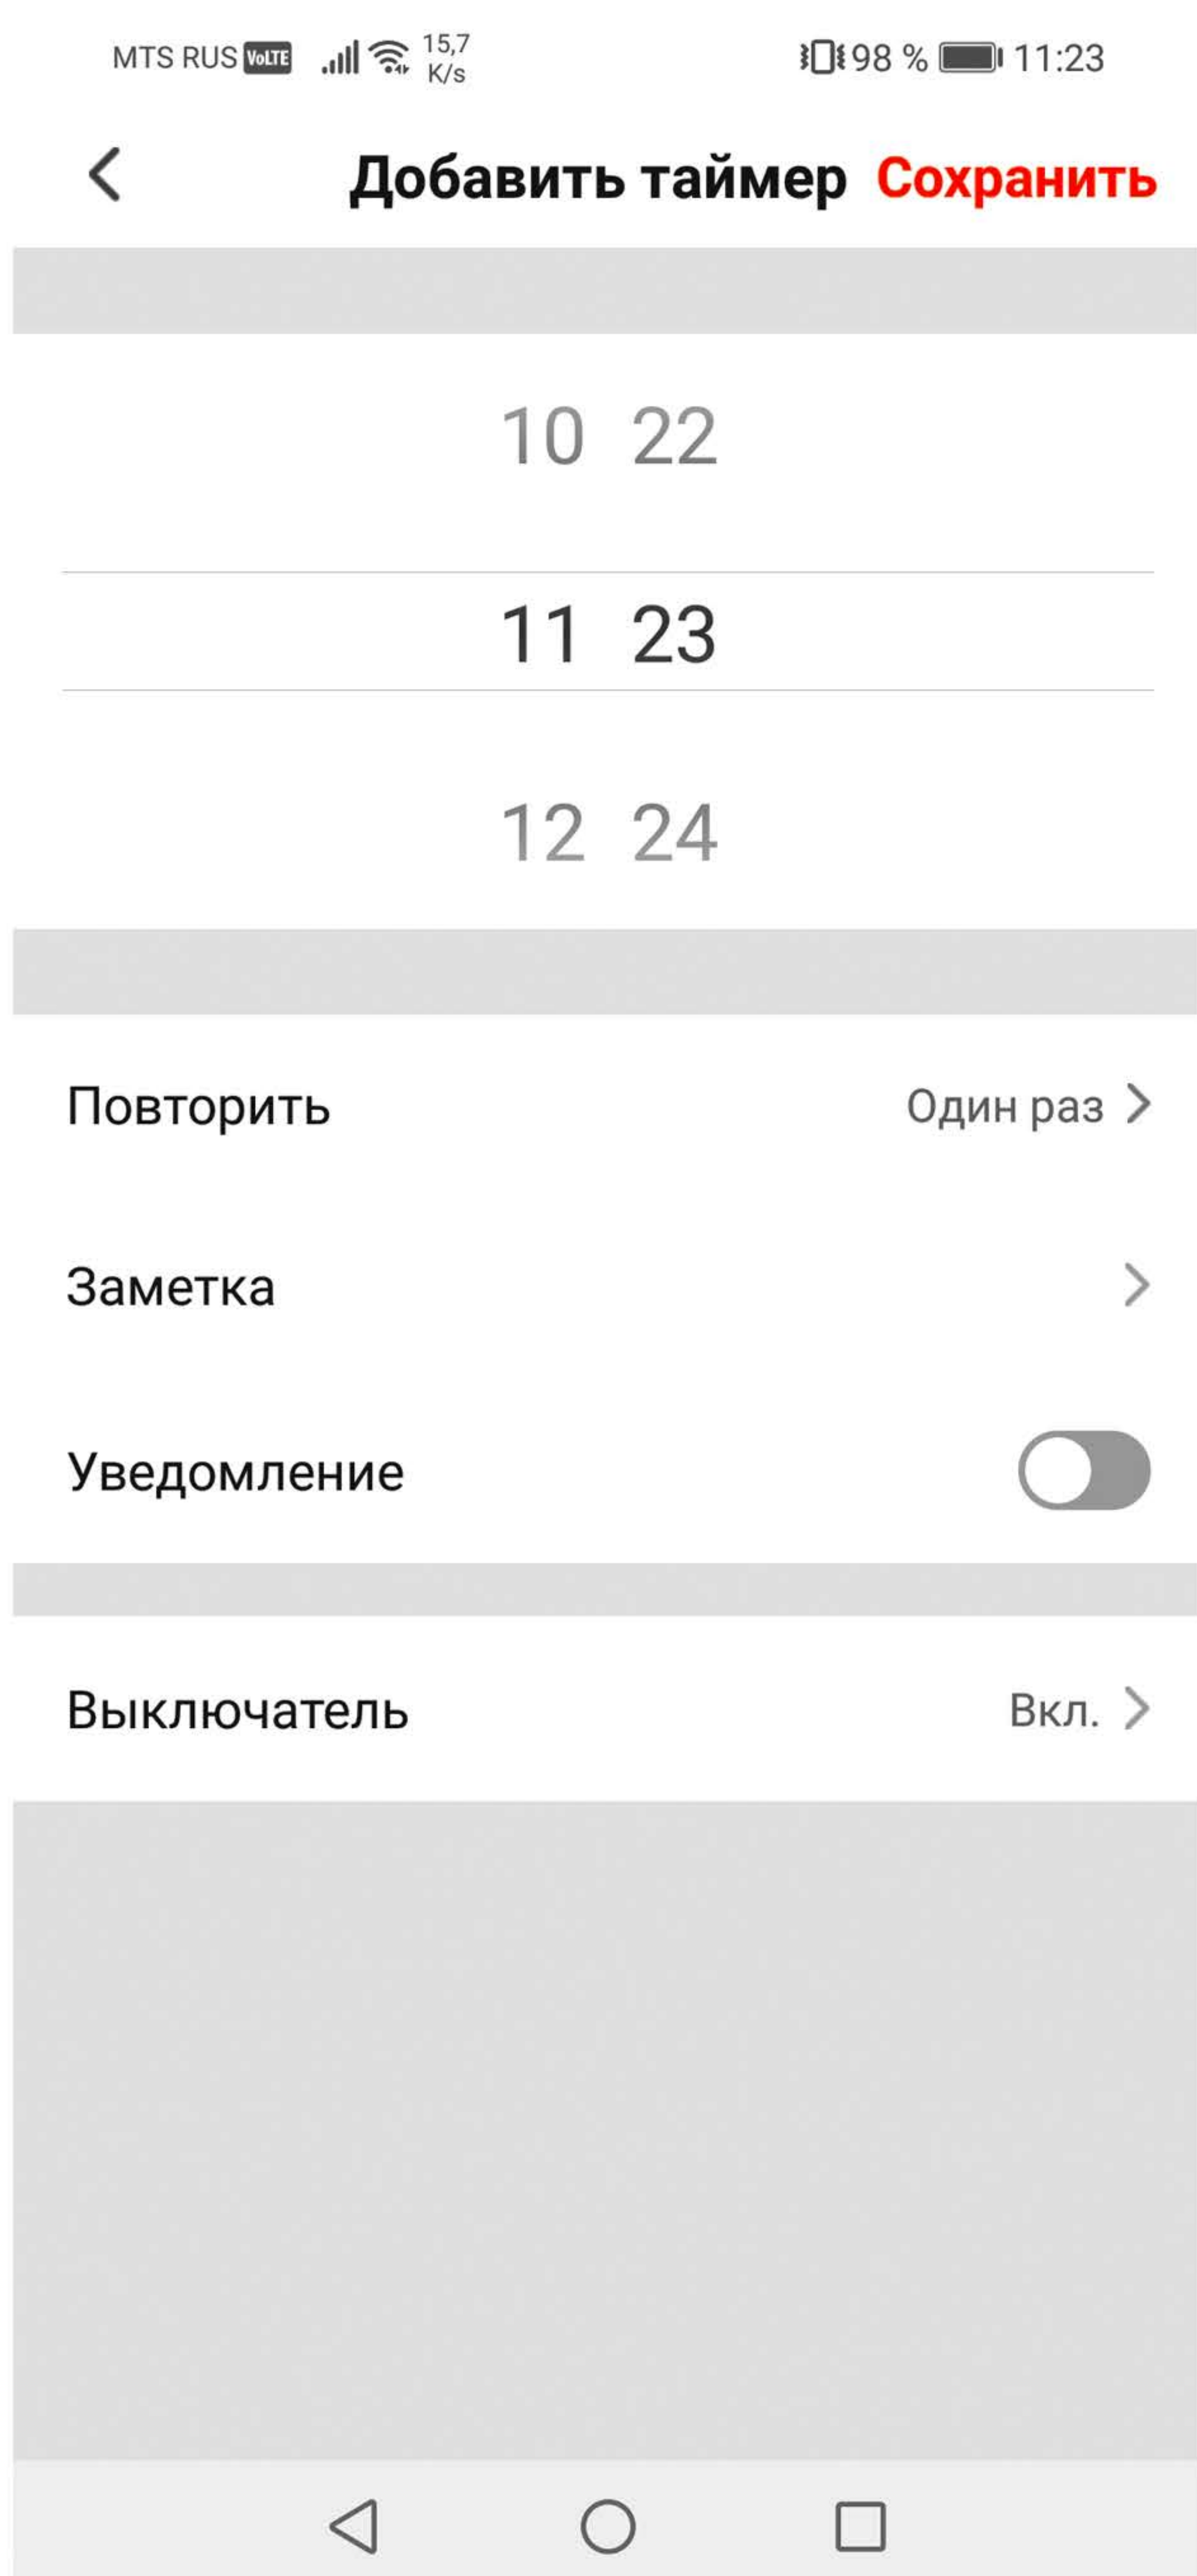 MTS RUS VoLTE 15,7 K/s 98 % 11:23
Добавить таймер Сохранить
10 22
11 23
12 24
Повторить Один раз
Заметка
Уведомление
Выключатель Вкл.